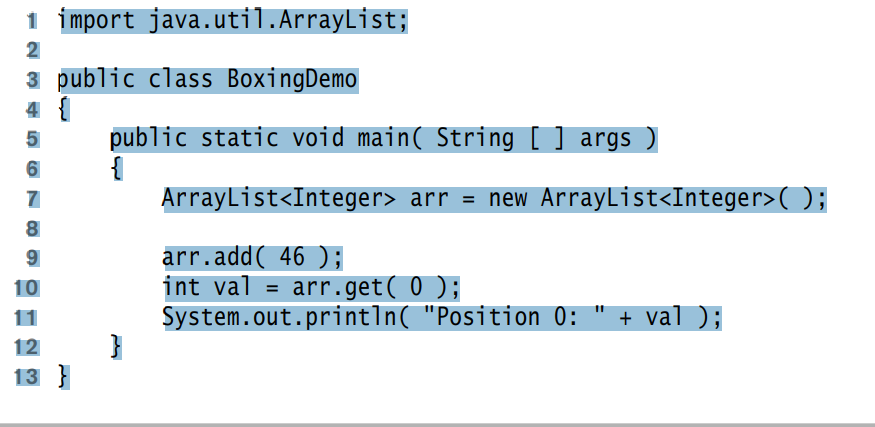 1 import java.util.ArrayList;
2
3 public class BoxingDemo
4 {
5     public static void main( String [ ] args )
6     {
7         ArrayList<Integer> arr = new ArrayList<Integer>( );
8
9         arr.add( 46 );
10         int val = arr.get( 0 );
11         System.out.println( "Position 0: " + val );
12     }
13 }